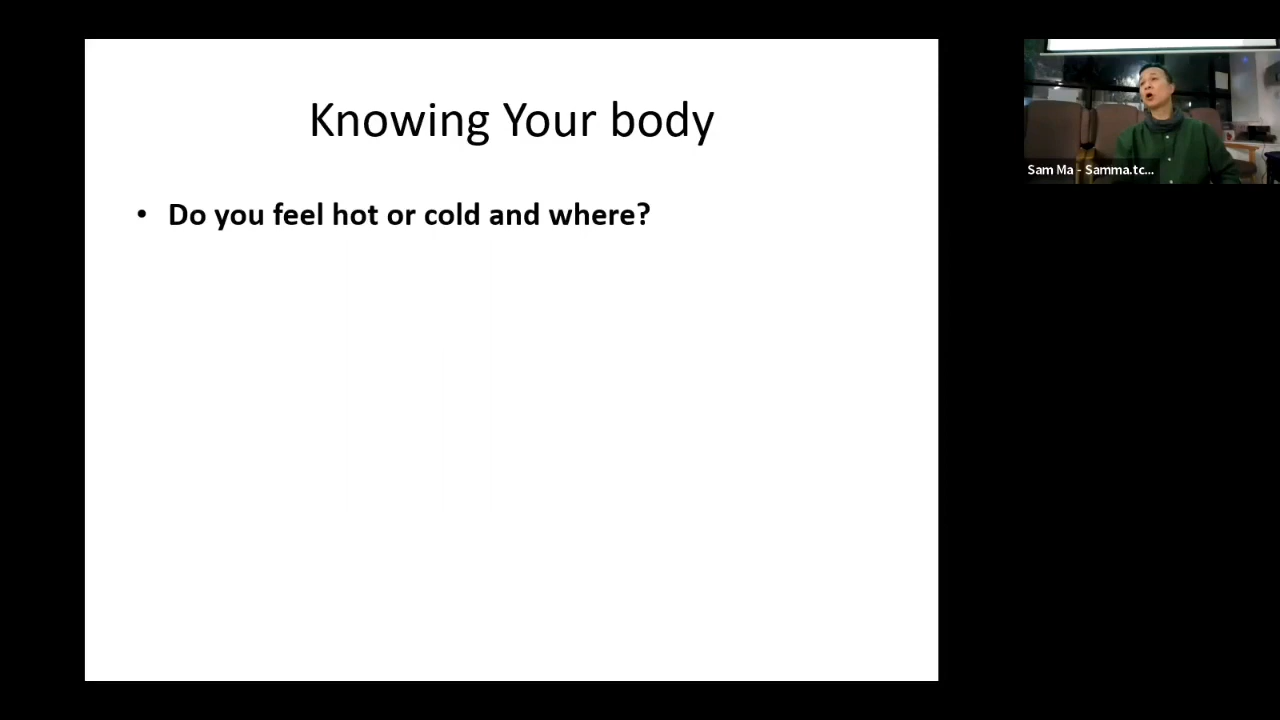 Knowing Your body
• Do you feel hot or cold and where?
Sam Ma - Samma.tc...